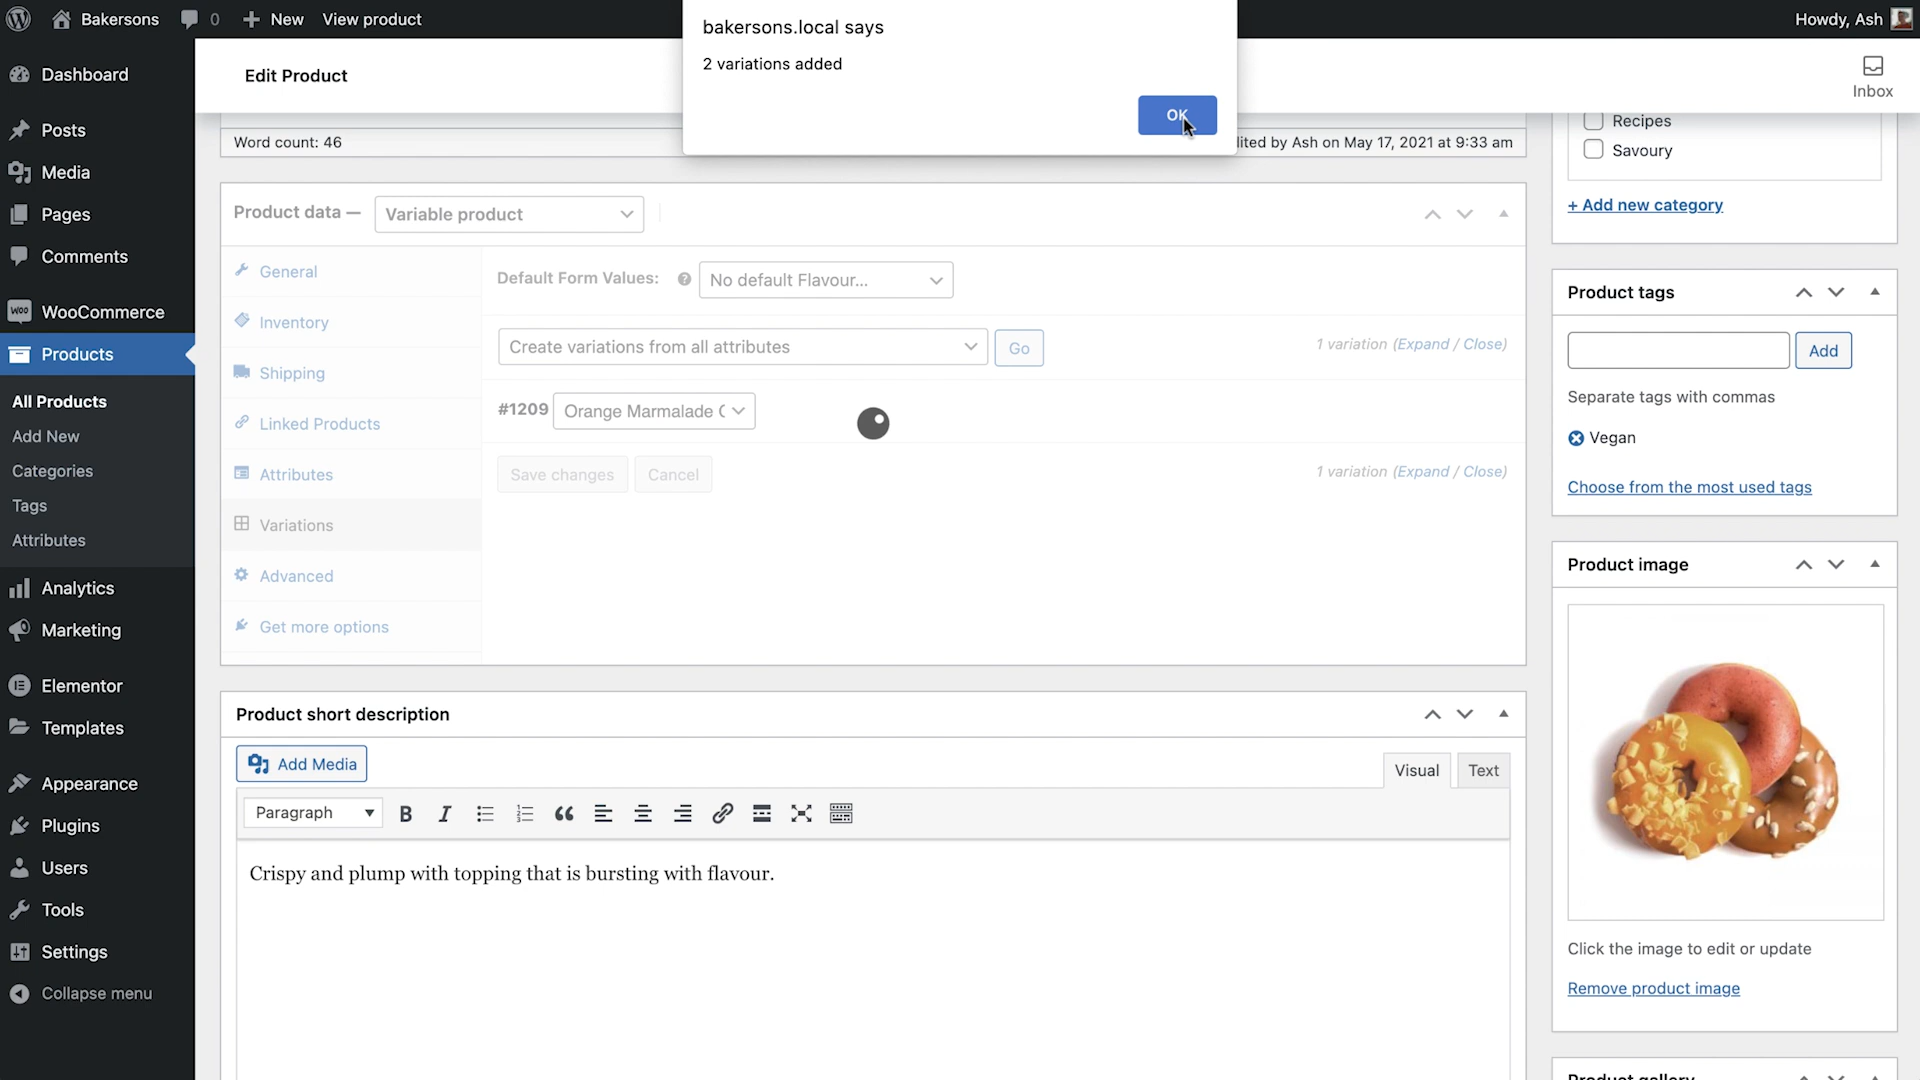 Bakersons
0
New
View product
Howdy, Ash
bakersons.local says
2 variations added
OK
Edit Product
Inbox
Dashboard
Posts
Media
Pages
Comments
WooCommerce
Products
All Products
Add New
Categories
Tags
Attributes
Analytics
Marketing
Elementor
Templates
Appearance
Plugins
Users
Tools
Settings
Collapse menu
Word count: 46
ited by Ash on May 17, 2021 at 9:33 am
Product data — Variable product
General
Inventory
Shipping
Linked Products
Attributes
Variations
Advanced
Get more options
Default Form Values: ? No default Flavour...
Create variations from all attributes Go 1 variation (Expand / Close)
#1209 Orange Marmalade (
Save changes Cancel 1 variation (Expand / Close)
Product short description
Add Media
Visual Text
Paragraph
Crispy and plump with topping that is bursting with flavour.
Recipes
Savoury
+ Add new category
Product tags
Add
Separate tags with commas
Vegan
Choose from the most used tags
Product image
Click the image to edit or update
Remove product image
Product gallery